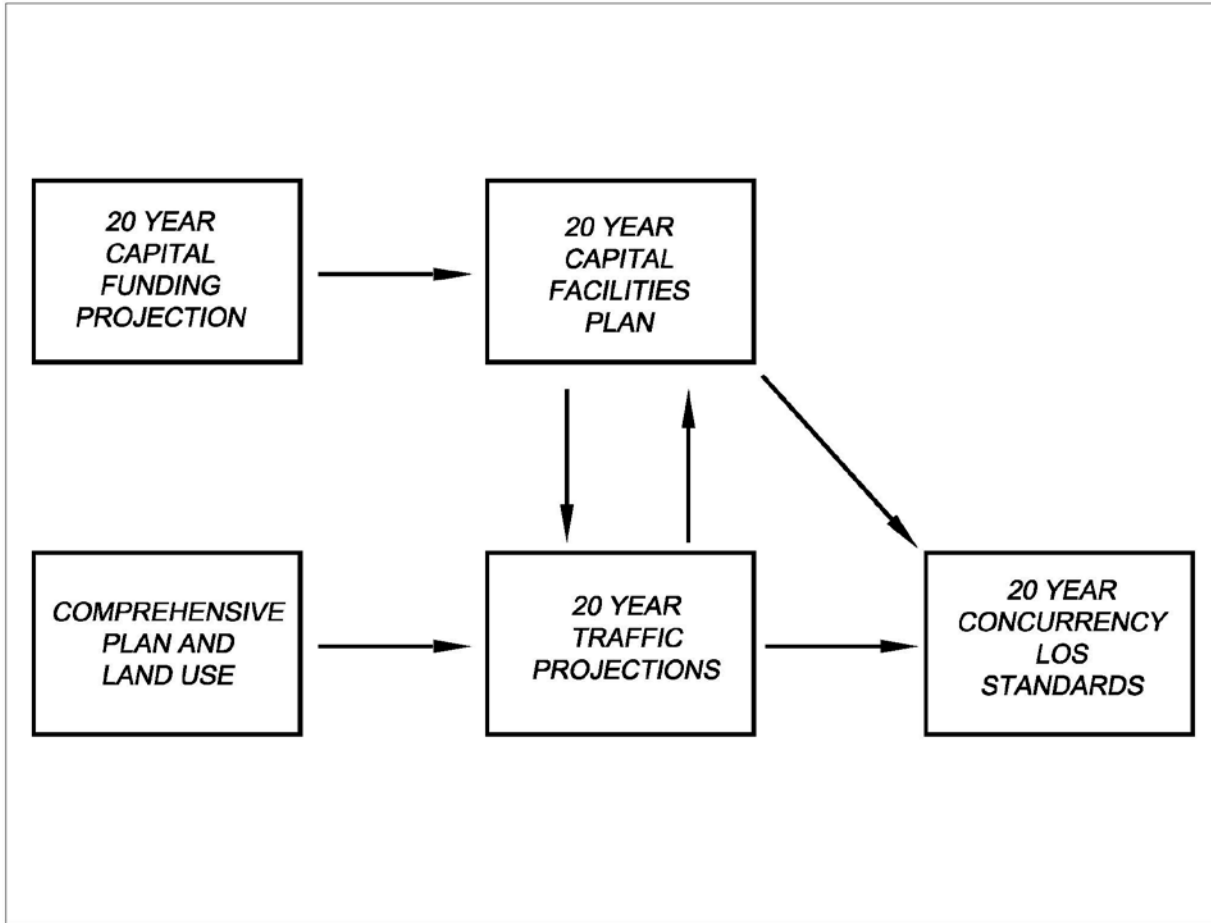 20 YEAR
CAPITAL
FUNDING
PROJECTION
20 YEAR
CAPITAL
FACILITIES
PLAN
COMPREHENSIVE
PLAN AND
LAND USE
20 YEAR
TRAFFIC
PROJECTIONS
20 YEAR
CONCURRENCY
LOS
STANDARDS